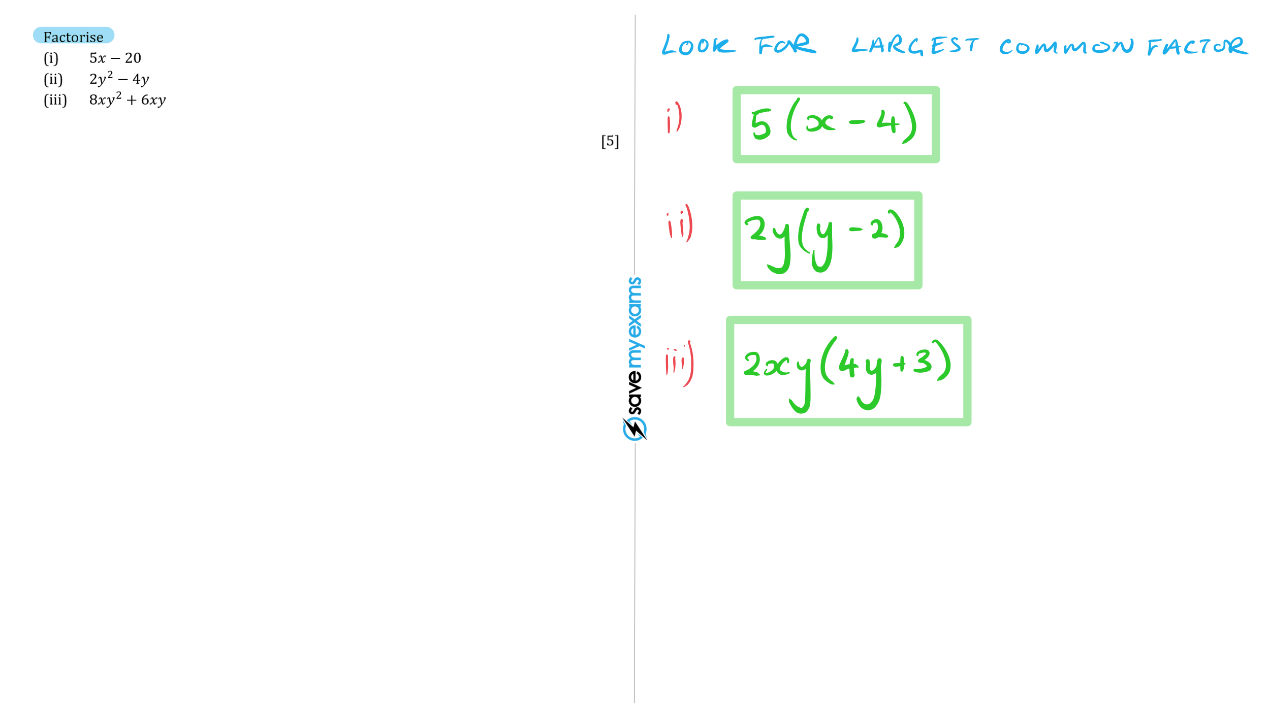 Factorise
(i) 5x − 20
(ii) 2y² − 4y
(iii) 8xy² + 6xy
[5]
save my exams
LOOK FOR LARGEST COMMON FACTOR
i) 5(x − 4)
ii) 2y(y − 2)
iii) 2xy(4y + 3)